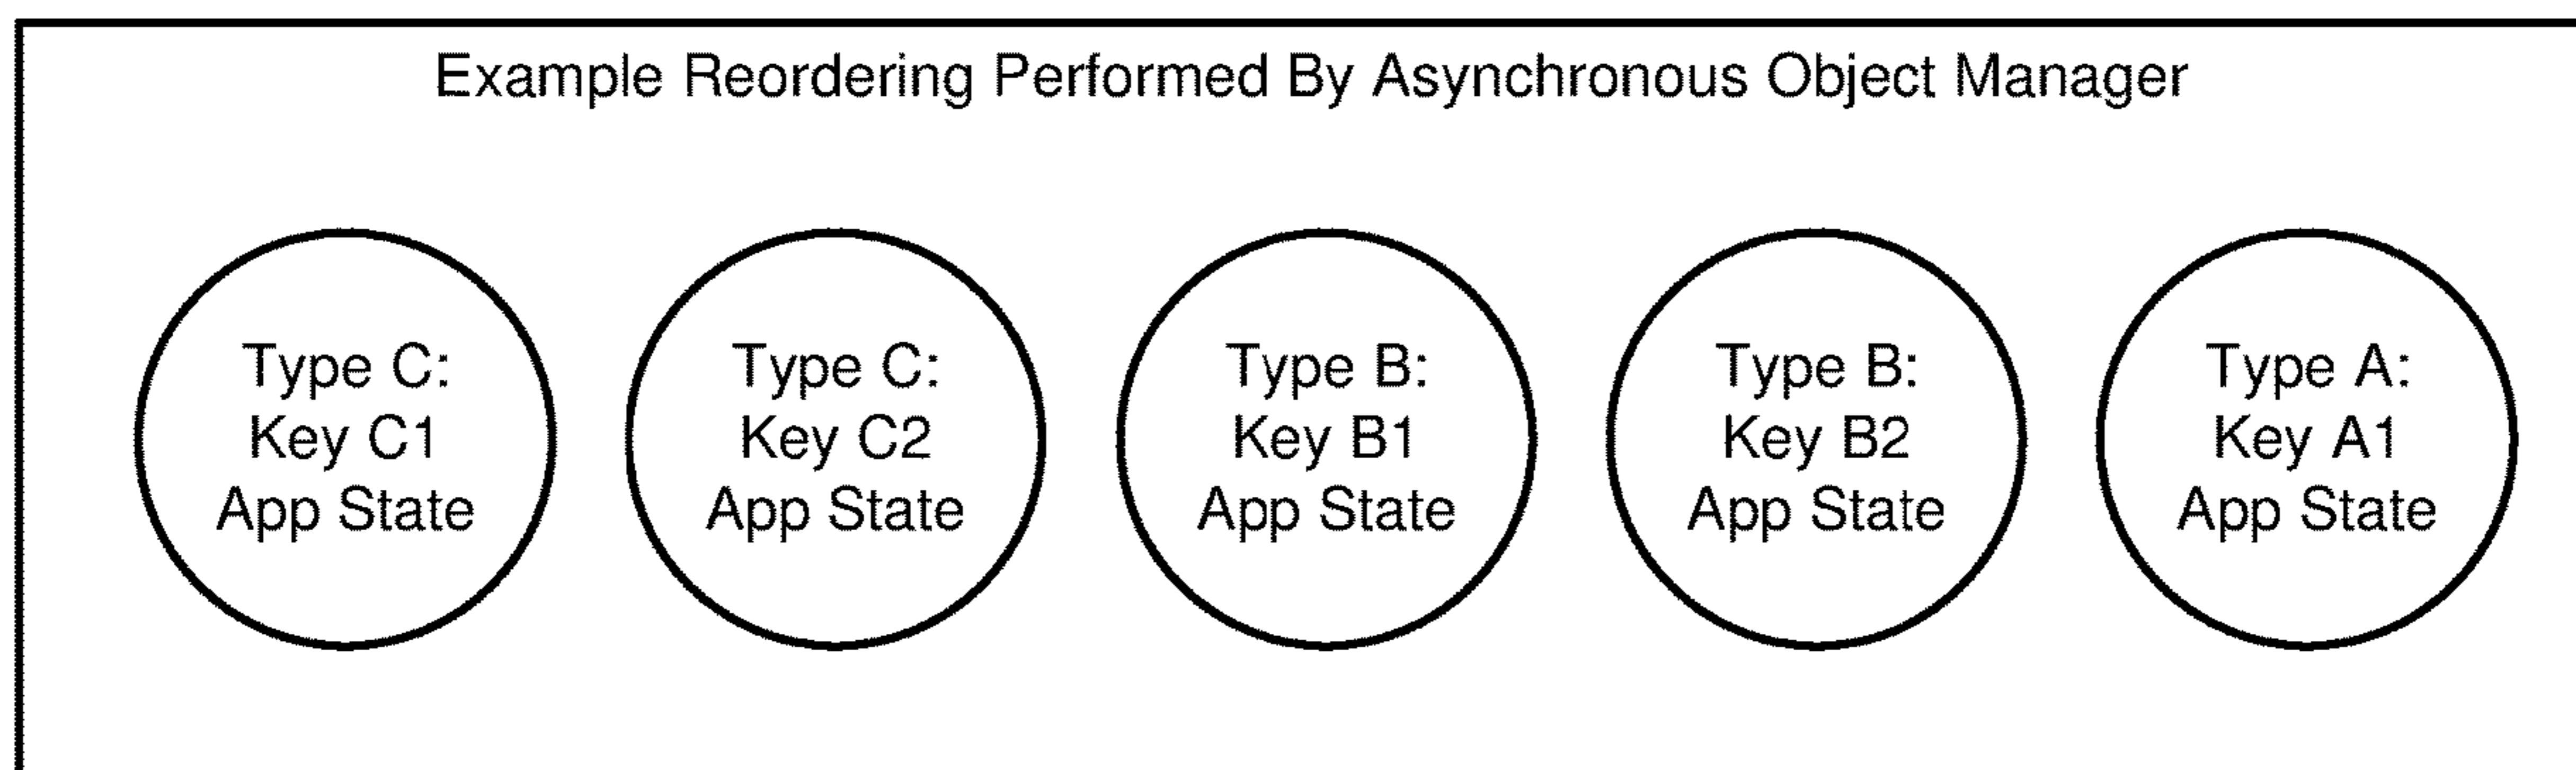 Example Reordering Performed By Asynchronous Object Manager
Type C:
Key C1
App State
Type C:
Key C2
App State
Type B:
Key B1
App State
Type B:
Key B2
App State
Type A:
Key A1
App State